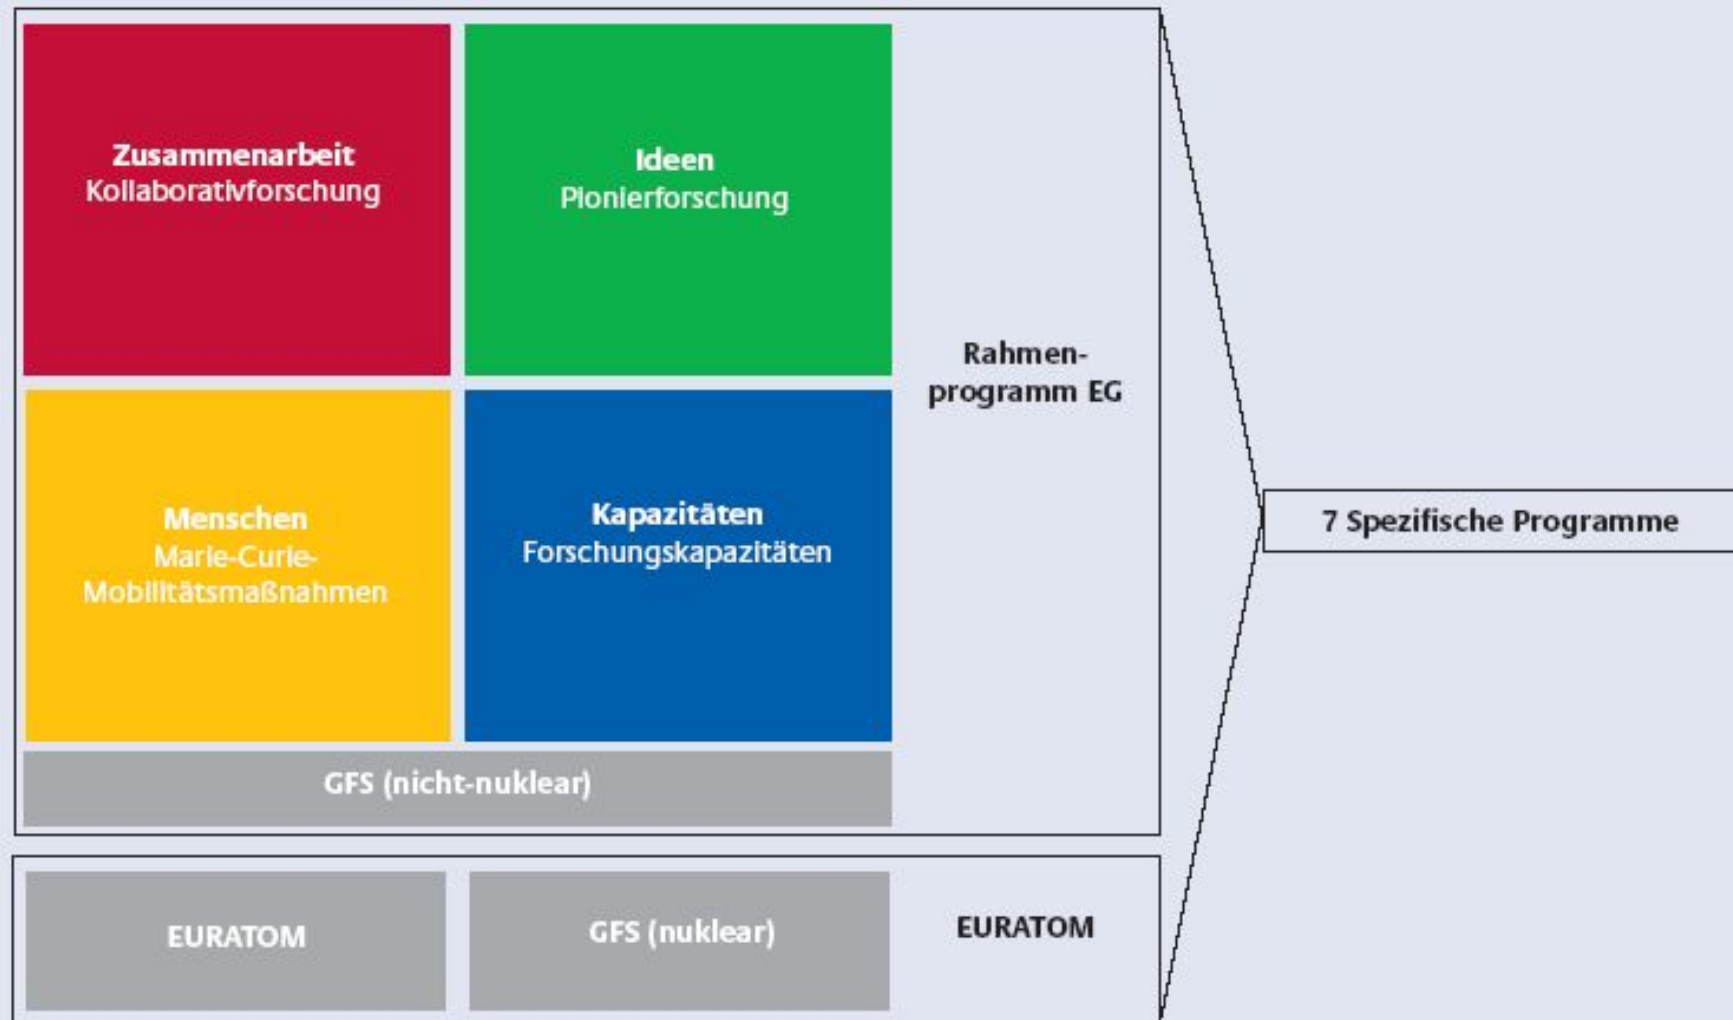 Zusammenarbeit
Kollaborativforschung
Ideen
Pionierforschung
Rahmen-
programm EG
Menschen
Marie-Curie-
Mobilitätsmaßnahmen
Kapazitäten
Forschungskapazitäten
7 Spezifische Programme
GFS (nicht-nuklear)
EURATOM
GFS (nuklear)
EURATOM